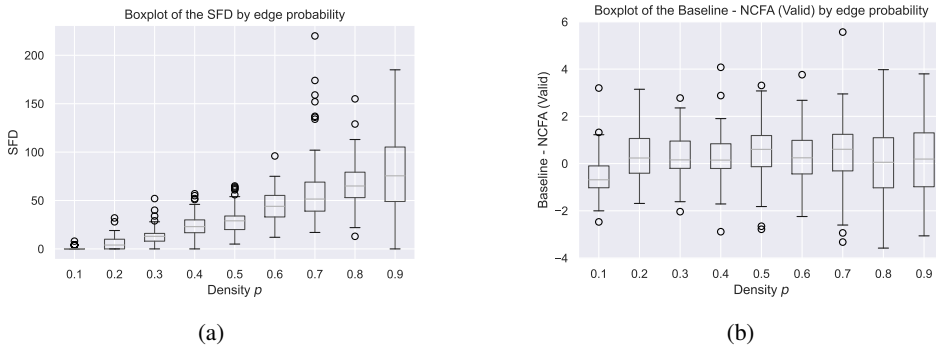 Boxplot of the SFD by edge probability
200
150
100
50
0
SFD
0.1 0.2 0.3 0.4 0.5 0.6 0.7 0.8 0.9
Density p
(a)
Boxplot of the Baseline - NCFA (Valid) by edge probability
6
4
2
0
−2
−4
Baseline - NCFA (Valid)
0.1 0.2 0.3 0.4 0.5 0.6 0.7 0.8 0.9
Density p
(b)